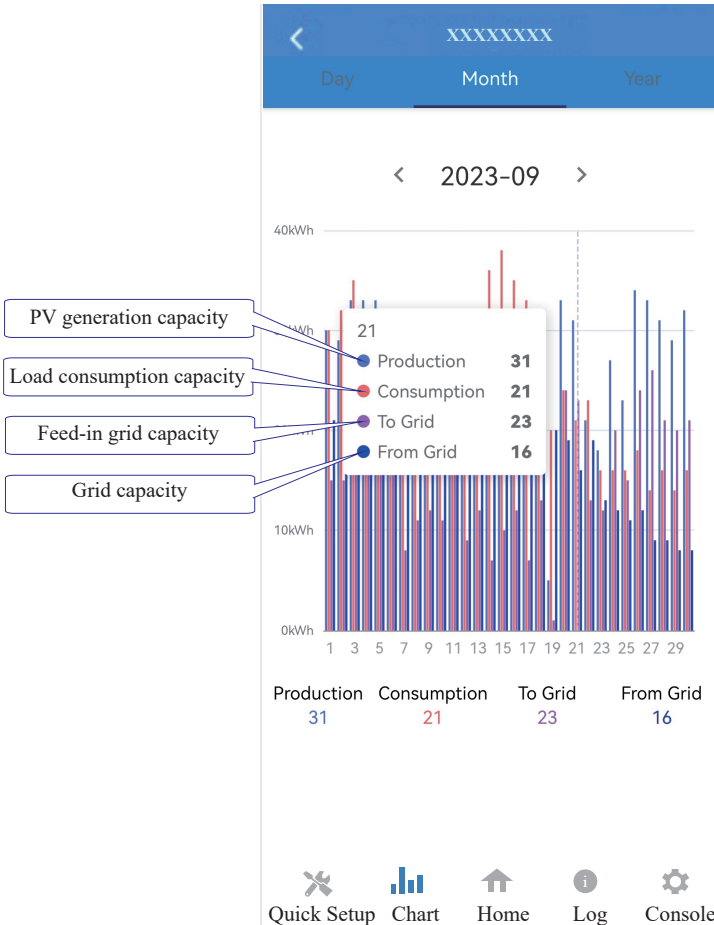 XXXXXXXX
Day Month Year
2023-09
40kWh
PV generation capacity
Load consumption capacity
Feed-in grid capacity
Grid capacity
kWh
21
Production 31
Consumption 21
To Grid 23
From Grid 16
10kWh
0kWh
1 3 5 7 9 11 13 15 17 19 21 23 25 27 29
Production Consumption To Grid From Grid
31 21 23 16
Quick Setup Chart Home Log Console